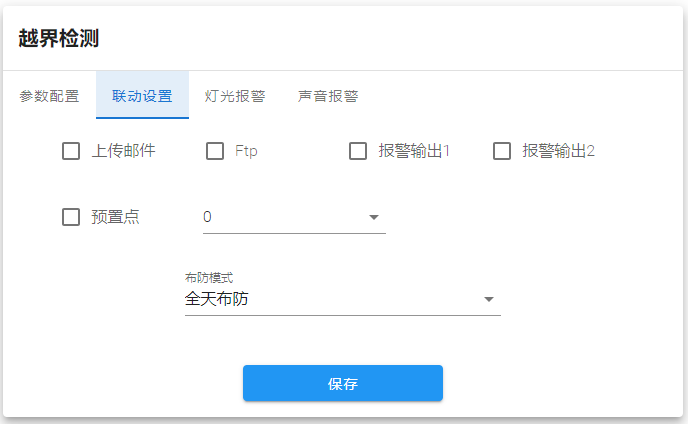 越界检测
参数配置 联动设置 灯光报警 声音报警
上传邮件 Ftp 报警输出1 报警输出2
预置点 0
布防模式
全天布防
保存